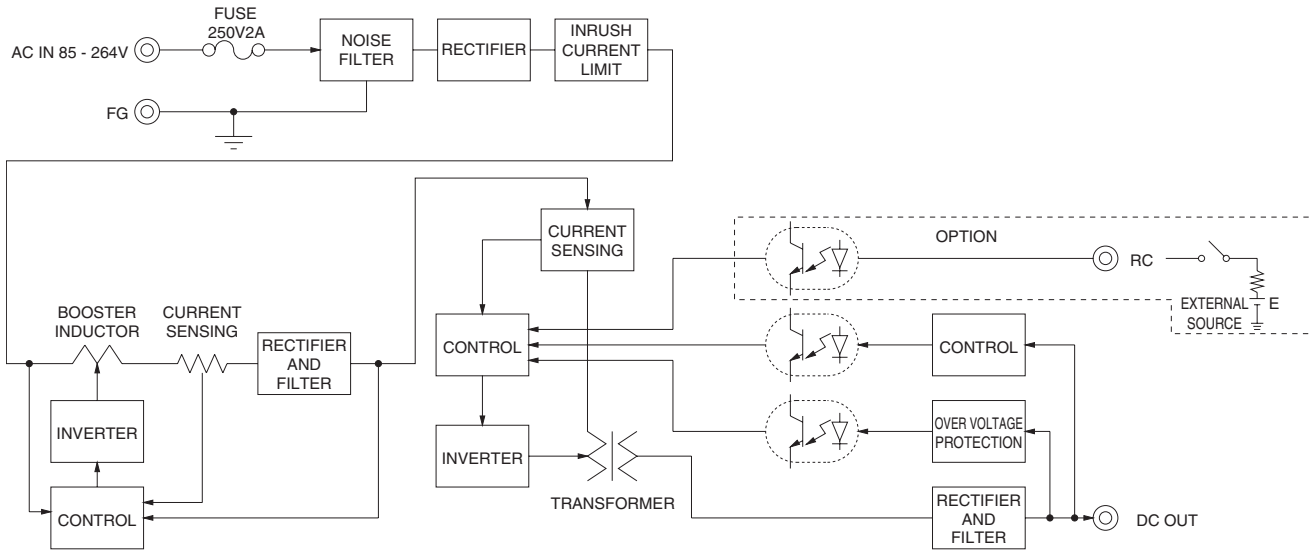 FUSE
250V2A
AC IN 85 - 264V
NOISE
FILTER
RECTIFIER
INRUSH
CURRENT
LIMIT
FG
CURRENT
SENSING
OPTION
RC
EXTERNAL
SOURCE
E
BOOSTER
INDUCTOR
CURRENT
SENSING
RECTIFIER
AND
FILTER
CONTROL
CONTROL
INVERTER
INVERTER
OVER VOLTAGE
PROTECTION
TRANSFORMER
CONTROL
RECTIFIER
AND
FILTER
DC OUT